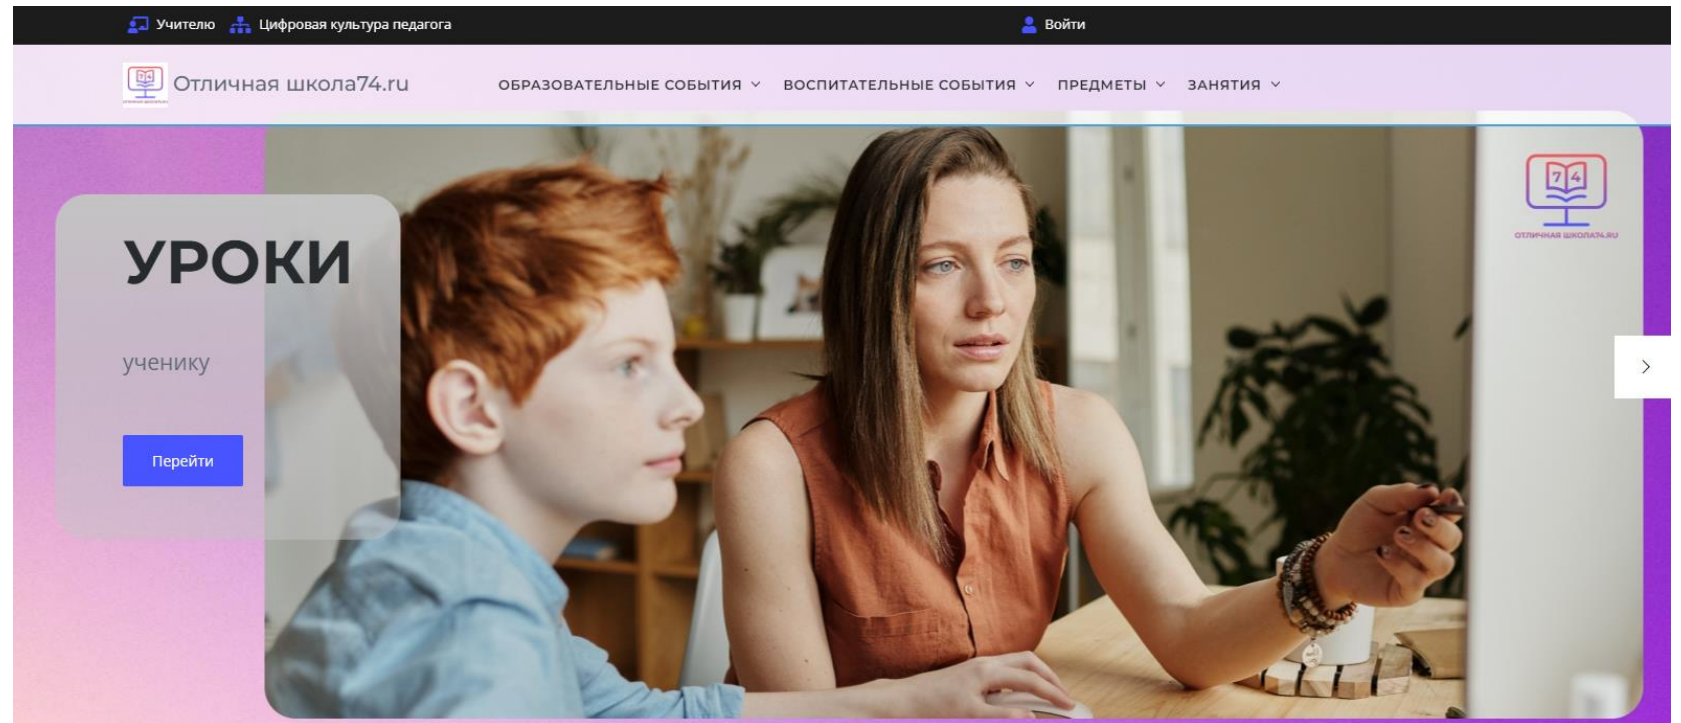 Учителю Цифровая культура педагога Войти
74
Отличная школа74.ru ОБРАЗОВАТЕЛЬНЫЕ СОБЫТИЯ ВОСПИТАТЕЛЬНЫЕ СОБЫТИЯ ПРЕДМЕТЫ ЗАНЯТИЯ
74
ОТЛИЧНАЯ ШКОЛА74.RU
УРОКИ
ученику
Перейти